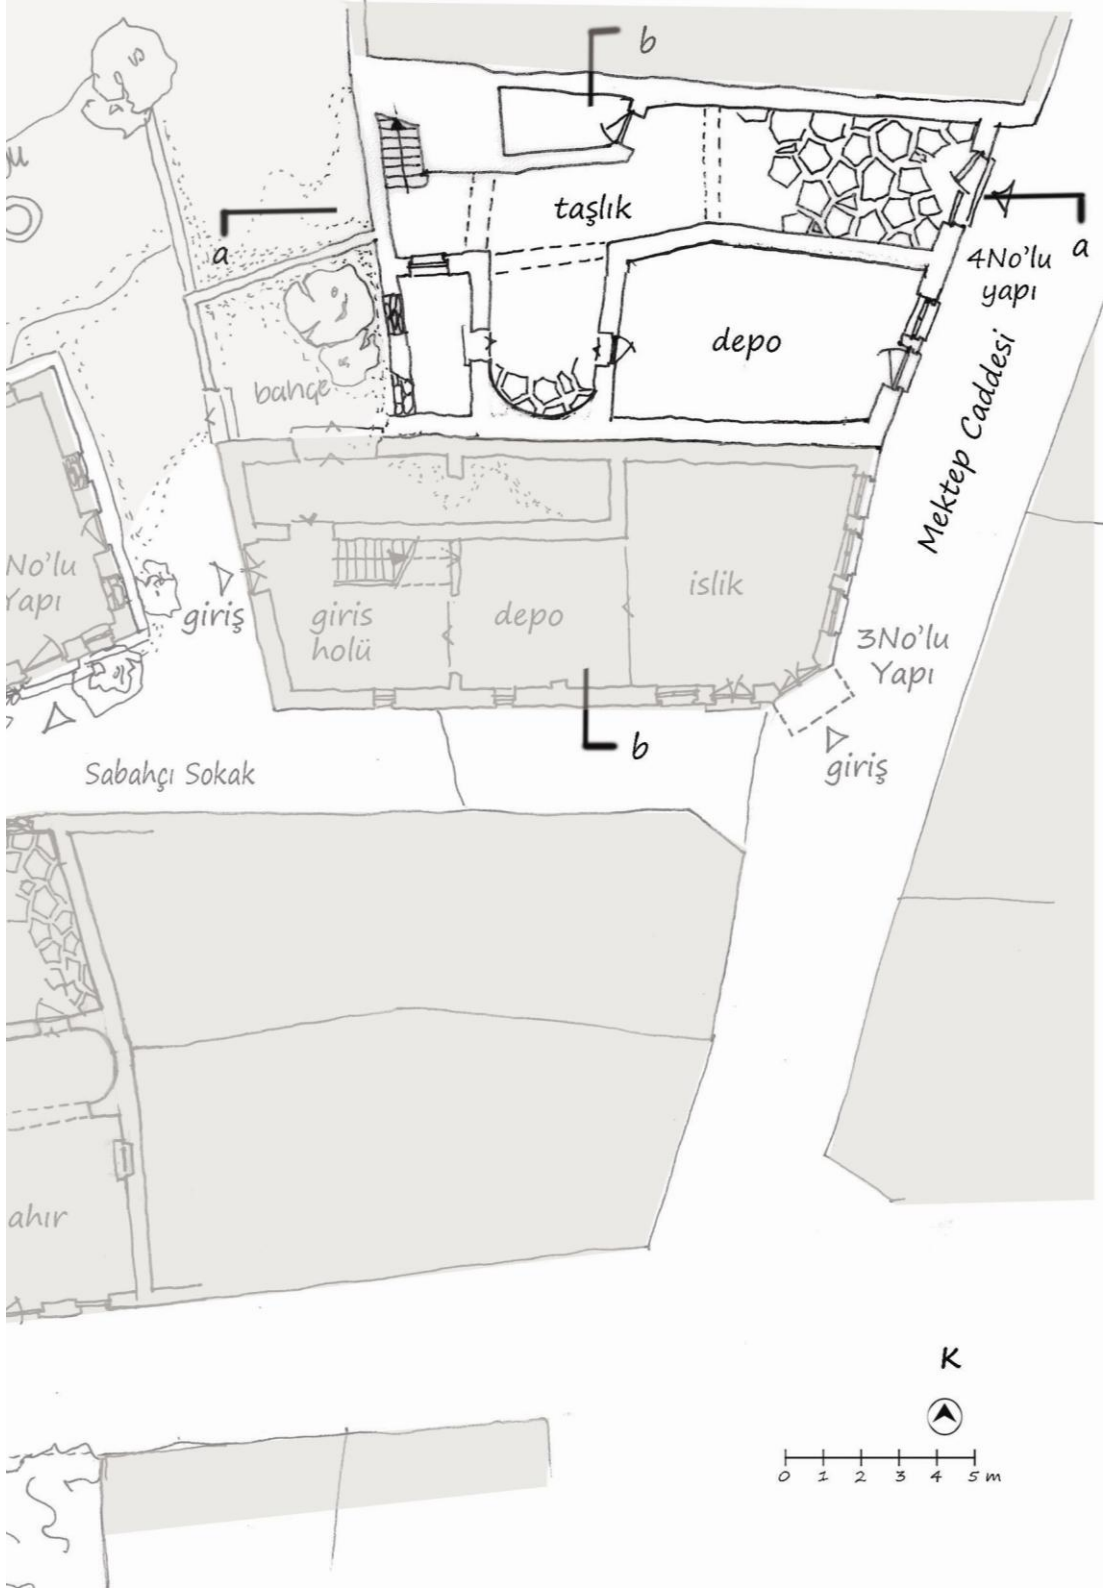 b
taşlık
a
4No'lu
yapı
a
depo
Mektep Caddesi
bahçe
No'lu
Yapı
giriş
giris
holü
depo
islik
3No'lu
Yapı
b
giriş
Sabahçı Sokak
ahır
K
0 1 2 3 4 5 m